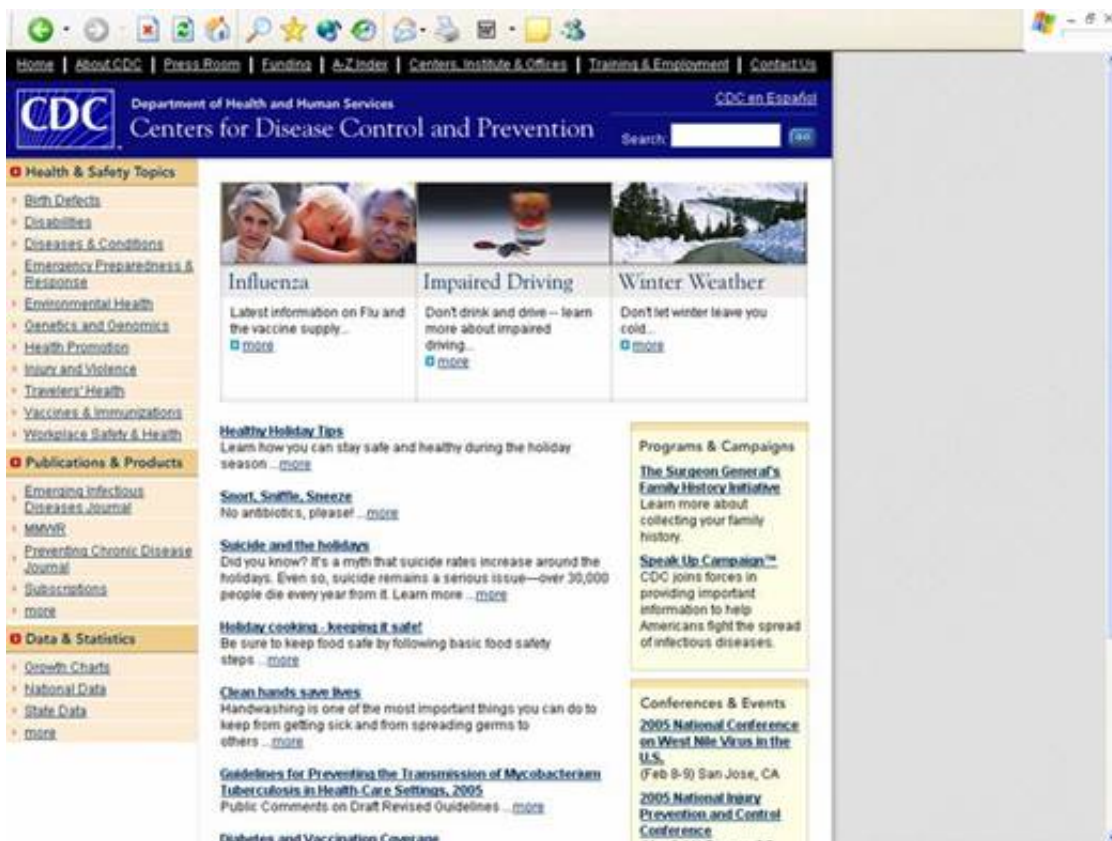 Home | About CDC | Press Room | Funding | A-Z Index | Centers, Institute & Offices | Training & Employment | Contact Us
CDC
Department of Health and Human Services
Centers for Disease Control and Prevention
CDC en Español
Search:
GO
Health & Safety Topics
Birth Defects
Disabilities
Diseases & Conditions
Emergency Preparedness &
Response
Environmental Health
Genetics and Genomics
Health Promotion
Injury and Violence
Travelers' Health
Vaccines & Immunizations
Workplace Safety & Health
Publications & Products
Emerging Infectious
Diseases Journal
MMWR
Preventing Chronic Disease
Journal
Subscriptions
more
Data & Statistics
Growth Charts
National Data
State Data
more
Influenza
Latest information on Flu and
the vaccine supply...
more
Impaired Driving
Don't drink and drive -- learn
more about impaired
driving...
more
Winter Weather
Don't let winter leave you
cold...
more
Healthy Holiday Tips
Learn how you can stay safe and healthy during the holiday
season ...more
Snort, Sniffle, Sneeze
No antibiotics, please! ...more
Suicide and the holidays
Did you know? It's a myth that suicide rates increase around the
holidays. Even so, suicide remains a serious issue—over 30,000
people die every year from it. Learn more ...more
Holiday cooking - keeping it safe!
Be sure to keep food safe by following basic food safety
steps ...more
Clean hands save lives
Handwashing is one of the most important things you can do to
keep from getting sick and from spreading germs to
others ...more
Guidelines for Preventing the Transmission of Mycobacterium
Tuberculosis in Health-Care Settings, 2005
Public Comments on Draft Revised Guidelines ...more
Diabetes and Vaccination Coverage
Programs & Campaigns
The Surgeon General's
Family History Initiative
Learn more about
collecting your family
history.
Speak Up Campaign™
CDC joins forces in
providing important
information to help
Americans fight the spread
of infectious diseases.
Conferences & Events
2005 National Conference
on West Nile Virus in the
U.S.
(Feb 8-9) San Jose, CA
2005 National Injury
Prevention and Control
Conference